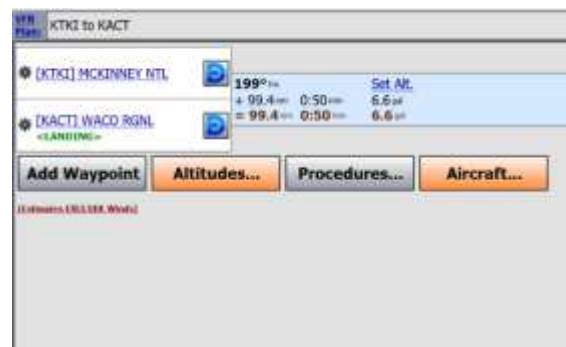 VFR
Plan: KTKI to KACT
[KTKI] MCKINNEY NTL
199° Set Alt.
+ 99.4 0:50 6.6
= 99.4 0:50 6.6
[KACT] WACO RGNL
<LANDING>
Add Waypoint Altitudes... Procedures... Aircraft...